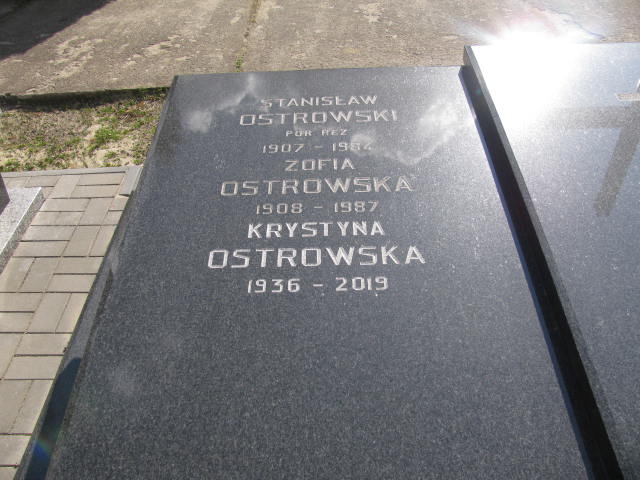 STANISŁAW
OSTROWSKI
POR REZ
1907 - 1984
ZOFIA
OSTROWSKA
1908 - 1987
KRYSTYNA
OSTROWSKA
1936 - 2019